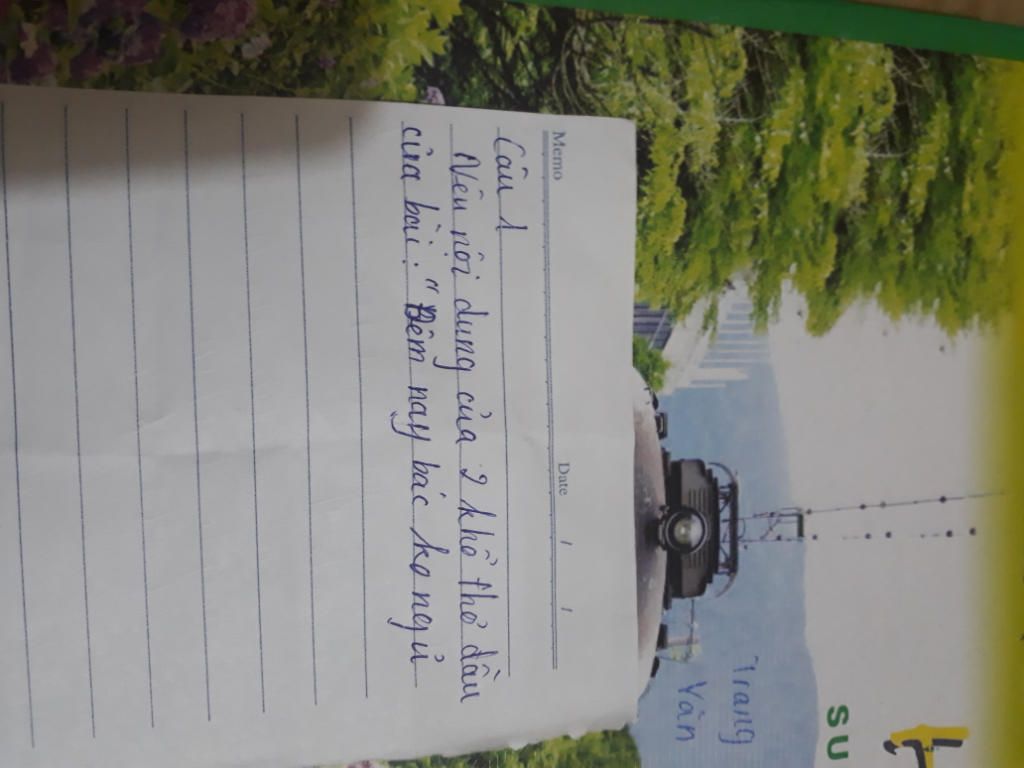 Memo
Date / /
Câu 1
Nêu nội dung của 2 khổ thơ đầu
của bài: "Đêm nay bác ko ngủ
Trang
Vân
SU